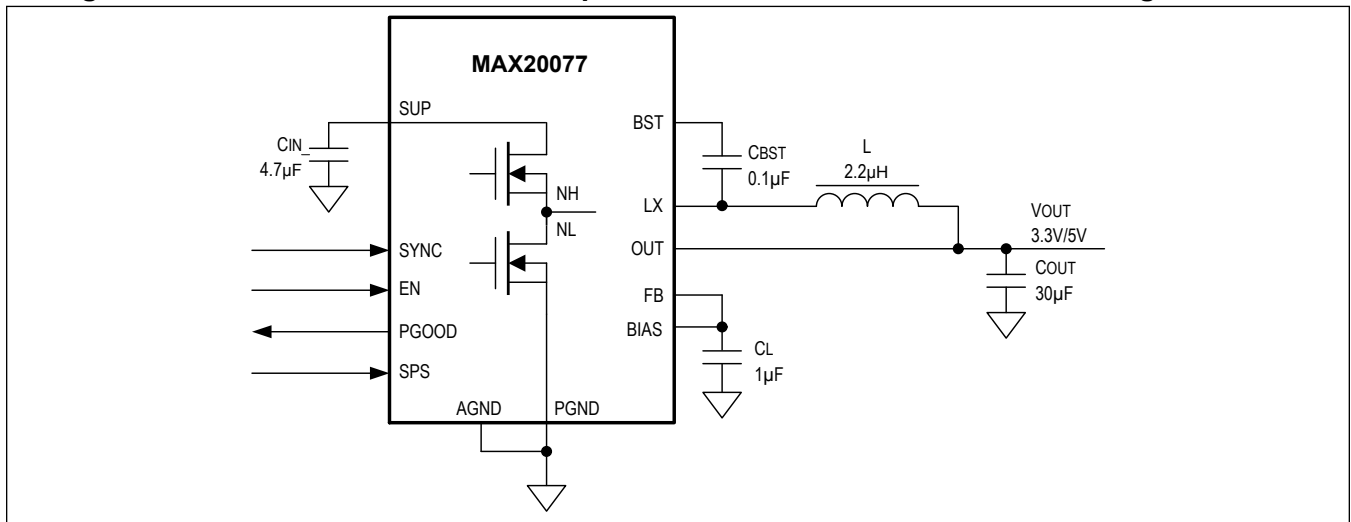 MAX20077
SUP
BST
CIN_
4.7µF
CBST
0.1µF
L
2.2µH
NH
LX
NL
VOUT
3.3V/5V
SYNC
OUT
COUT
30µF
EN
FB
PGOOD
BIAS
CL
1µF
SPS
AGND
PGND